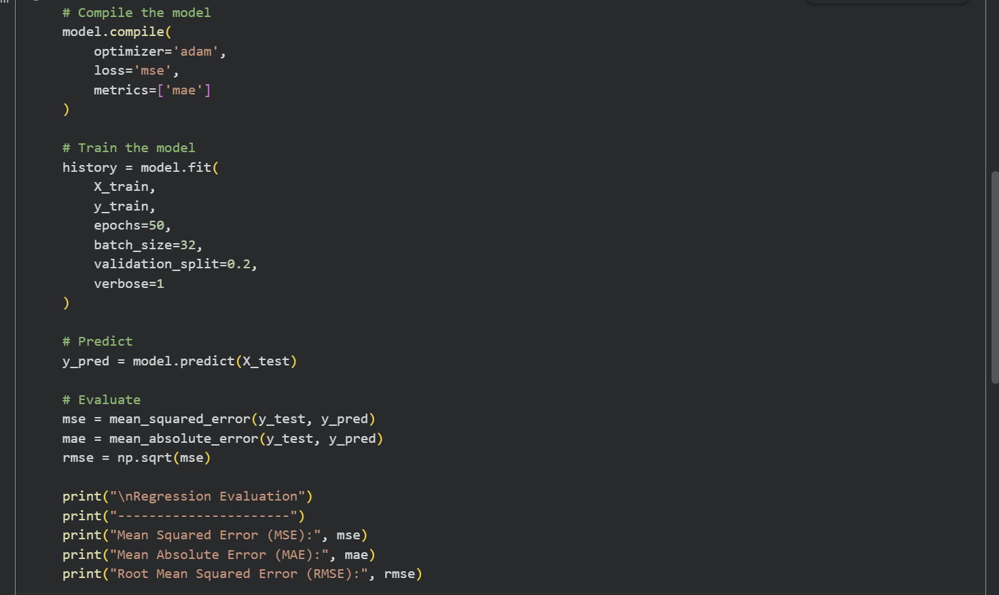 # Compile the model
model.compile(
    optimizer='adam',
    loss='mse',
    metrics=['mae']
)

# Train the model
history = model.fit(
    X_train,
    y_train,
    epochs=50,
    batch_size=32,
    validation_split=0.2,
    verbose=1
)

# Predict
y_pred = model.predict(X_test)

# Evaluate
mse = mean_squared_error(y_test, y_pred)
mae = mean_absolute_error(y_test, y_pred)
rmse = np.sqrt(mse)

print("\nRegression Evaluation")
print("----------------------")
print("Mean Squared Error (MSE):", mse)
print("Mean Absolute Error (MAE):", mae)
print("Root Mean Squared Error (RMSE):", rmse)